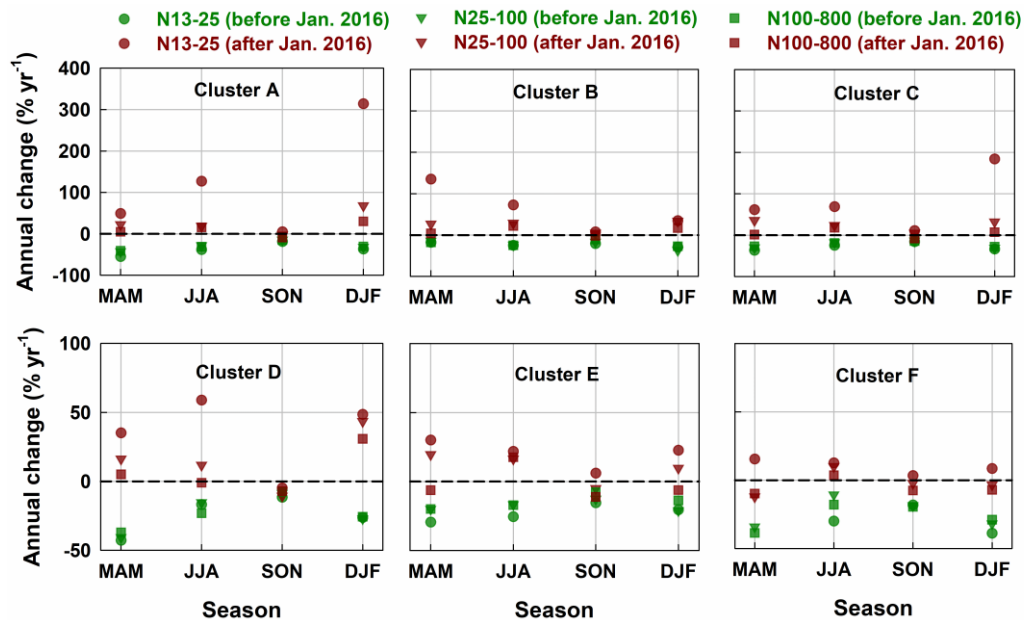 N13-25 (before Jan. 2016) N25-100 (before Jan. 2016) N100-800 (before Jan. 2016)
N13-25 (after Jan. 2016) N25-100 (after Jan. 2016) N100-800 (after Jan. 2016)
Annual change (% yr⁻¹)
400
300
200
100
0
-100
Cluster A
Cluster B
Cluster C
MAM JJA SON DJF
MAM JJA SON DJF
MAM JJA SON DJF
Annual change (% yr⁻¹)
100
50
0
-50
Cluster D
Cluster E
Cluster F
MAM JJA SON DJF
MAM JJA SON DJF
MAM JJA SON DJF
Season
Season
Season